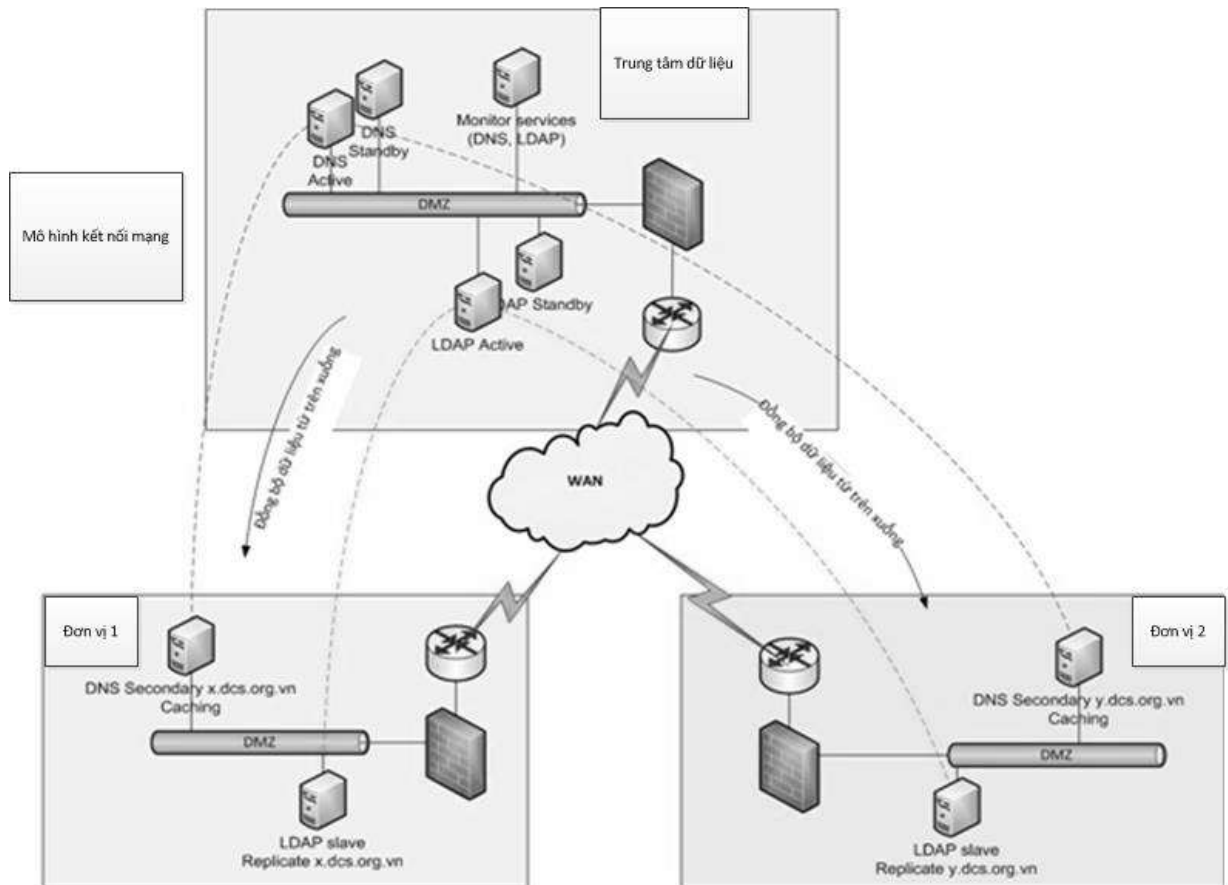 Trung tâm dữ liệu
DNS
Standby
DNS
Active
Monitor services
(DNS, LDAP)
DMZ
Mô hình kết nối mạng
DAP Standby
LDAP Active
Đồng bộ dữ liệu từ trên xuống
Đồng bộ dữ liệu từ trên xuống
WAN
Đơn vị 1
DNS Secondary x.dcs.org.vn
Caching
DMZ
LDAP slave
Replicate x.dcs.org.vn
Đơn vị 2
DNS Secondary y.dcs.org.vn
Caching
DMZ
LDAP slave
Replicate y.dcs.org.vn